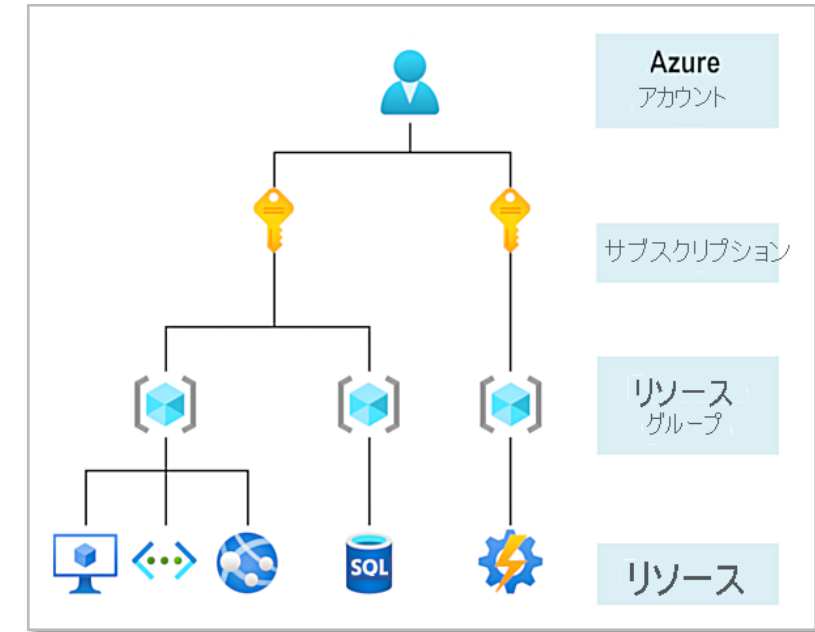 Azure
アカウント
サブスクリプション
リソース
グループ
SQL
リソース